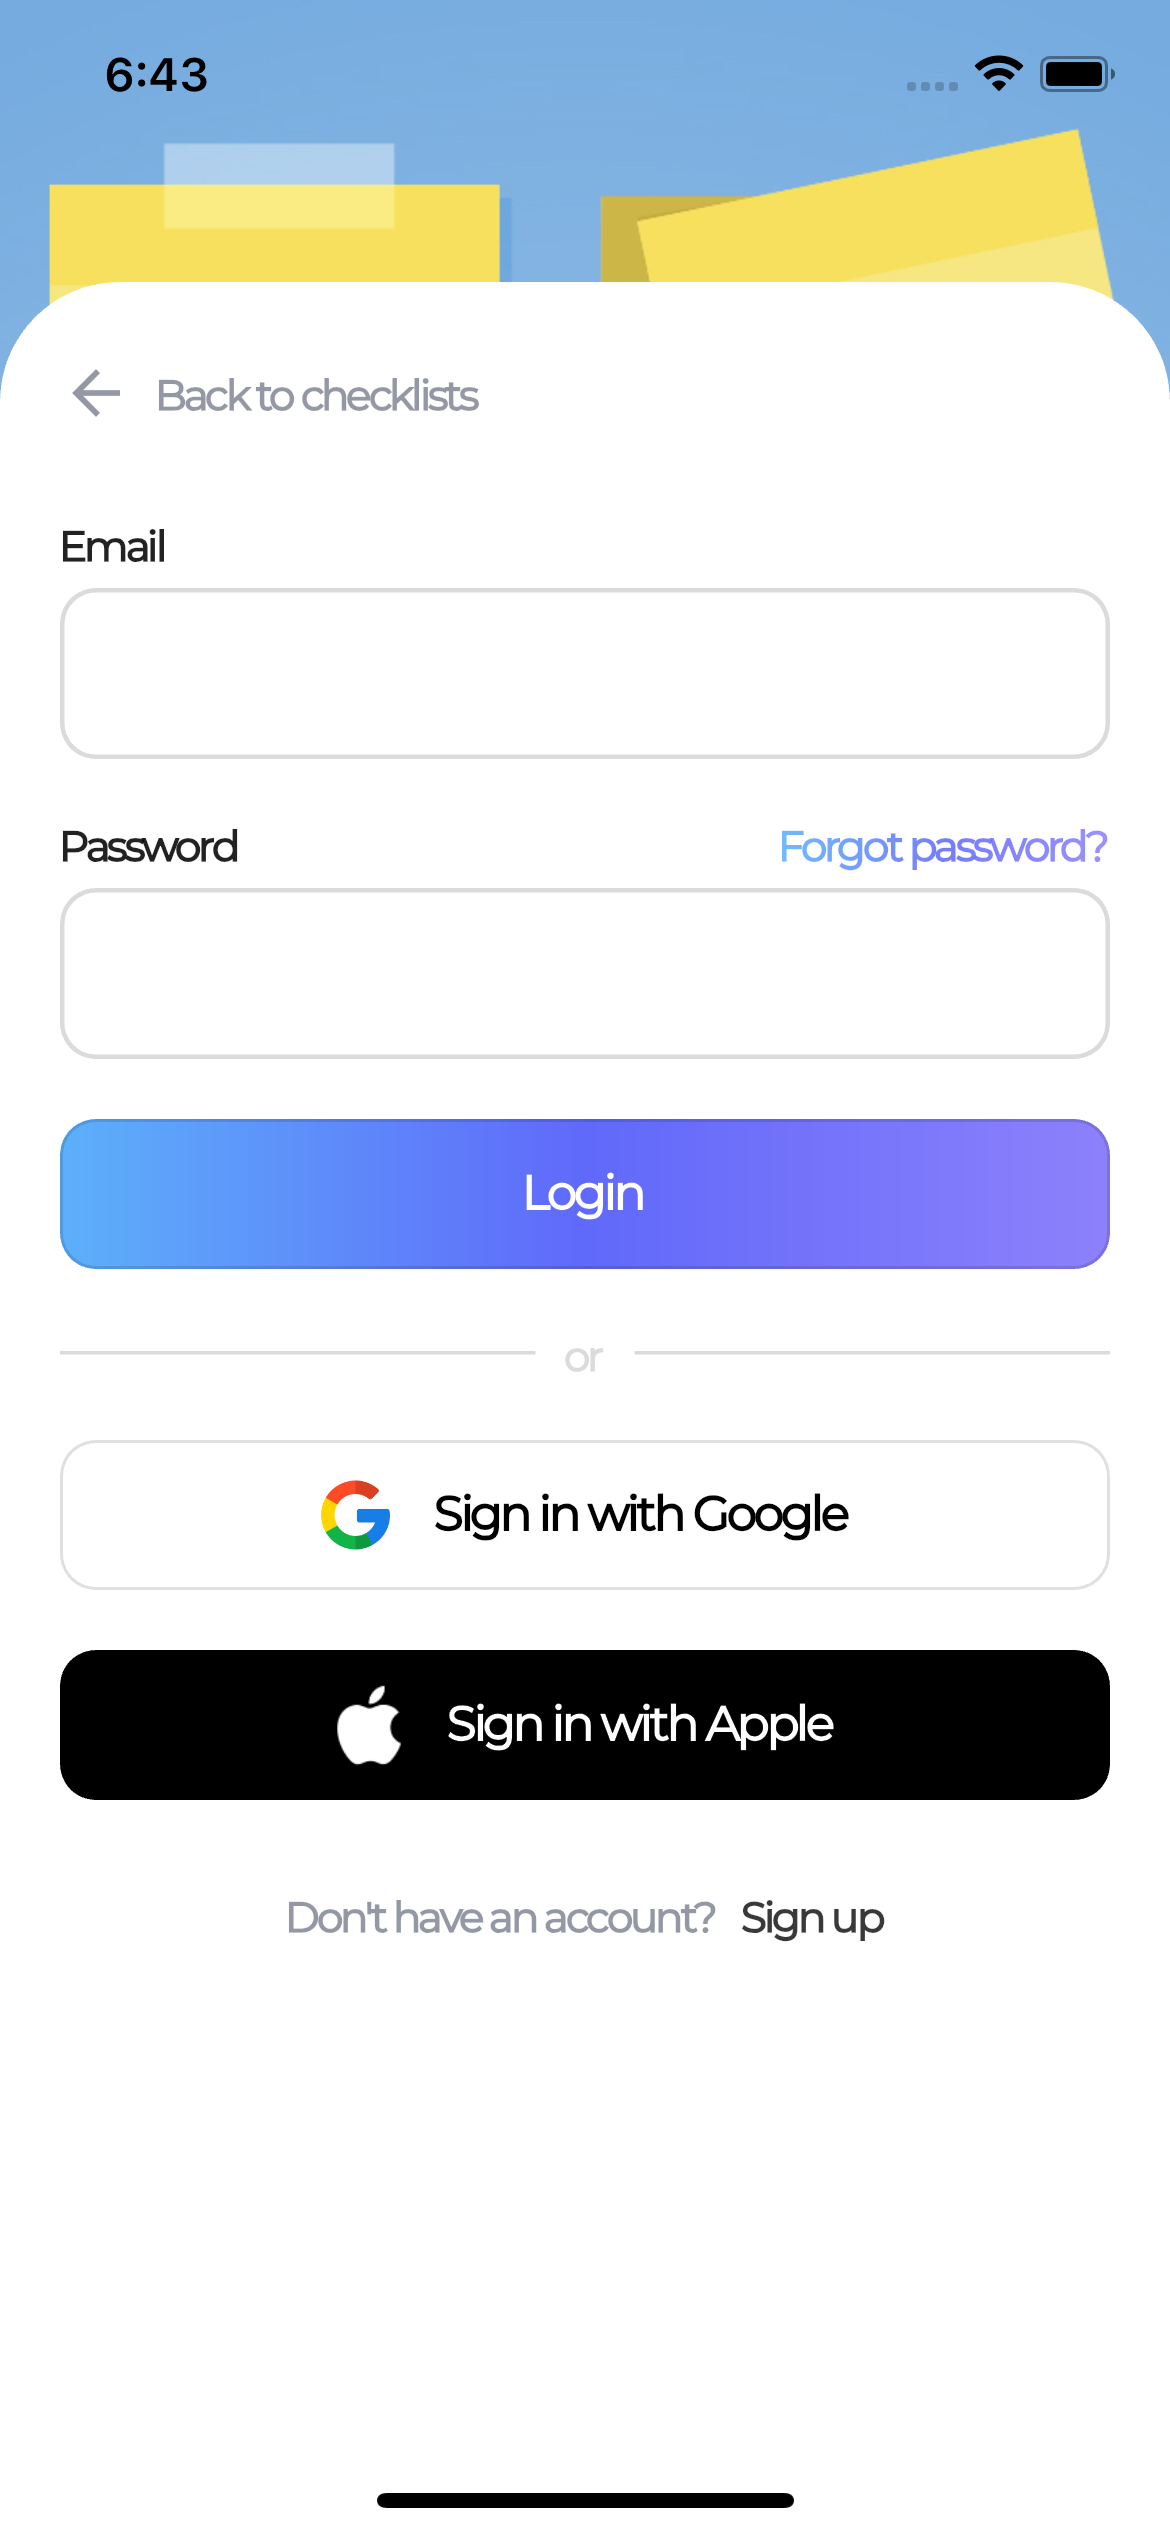 6:43
Back to checklists
Email
Password Forgot password?
Login
or
Sign in with Google
Sign in with Apple
Don't have an account? Sign up